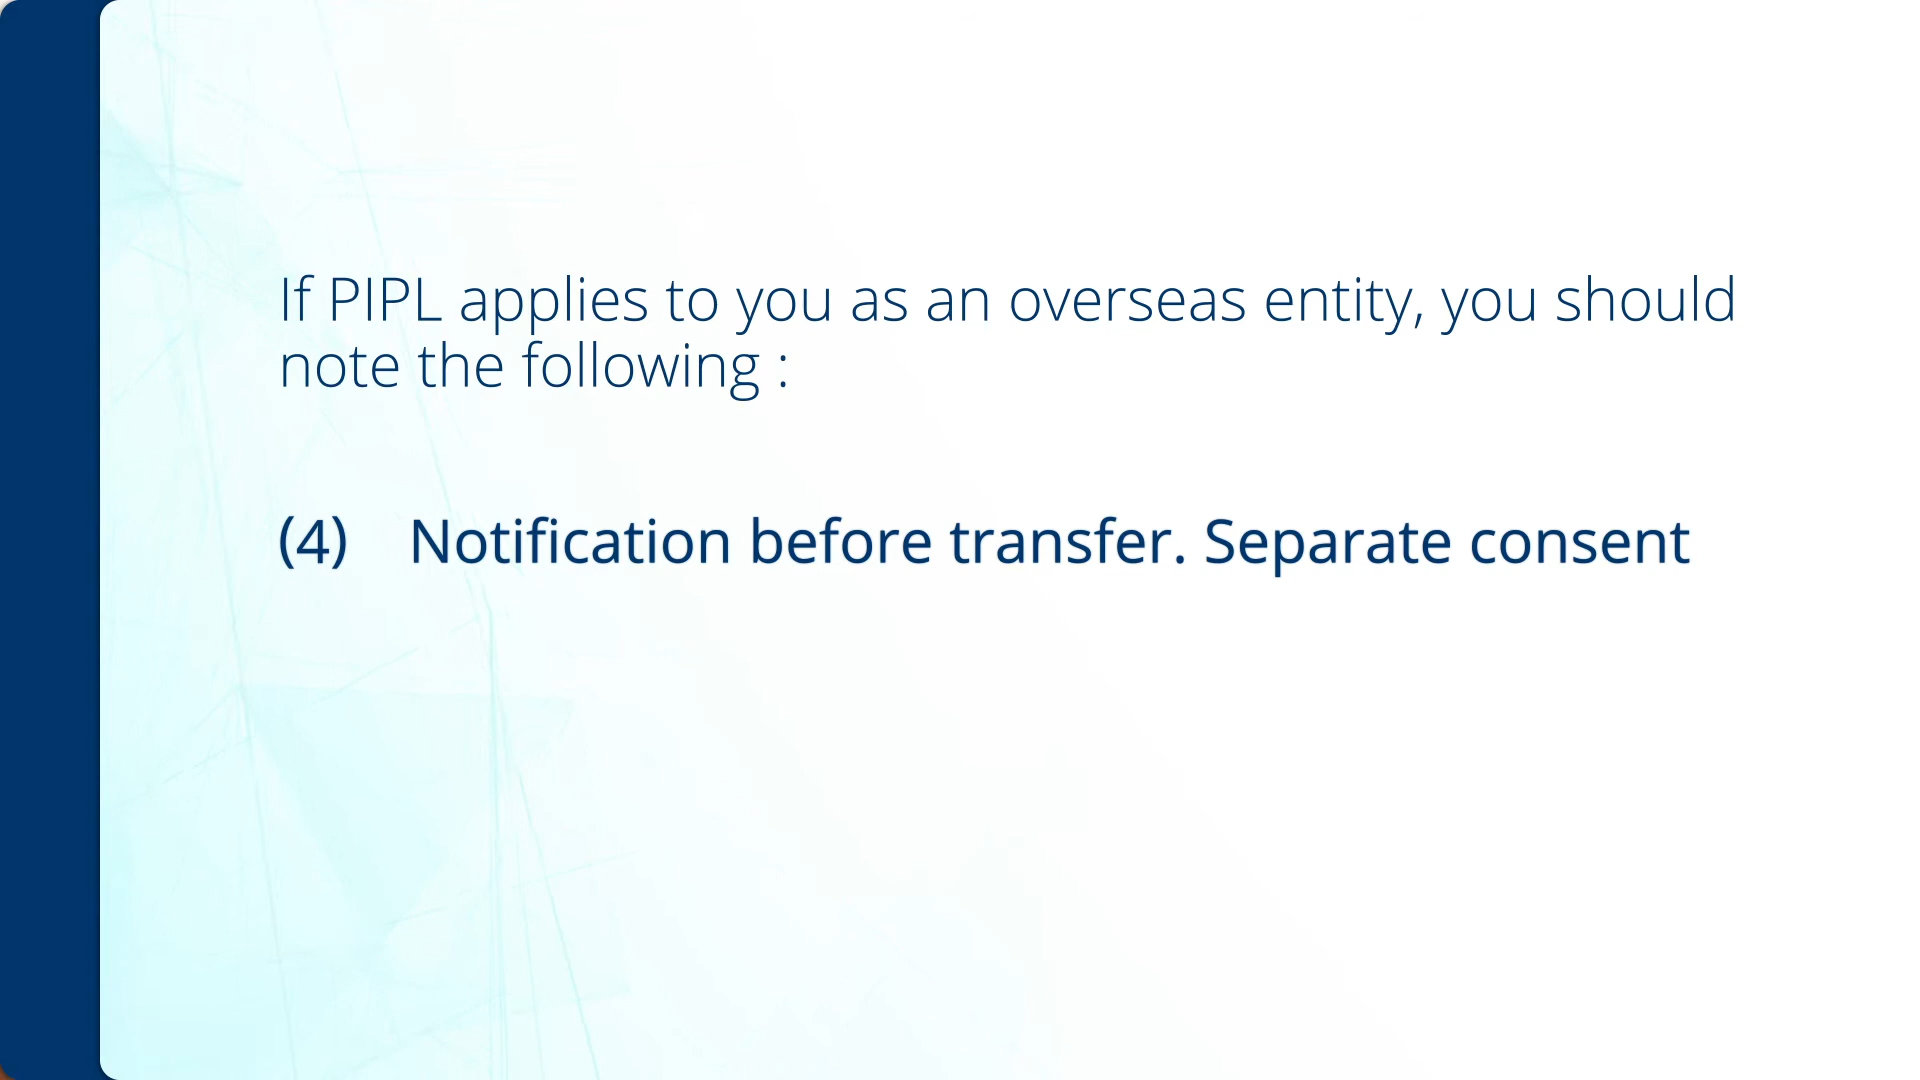 If PIPL applies to you as an overseas entity, you should
note the following :
(4) Notification before transfer. Separate consent